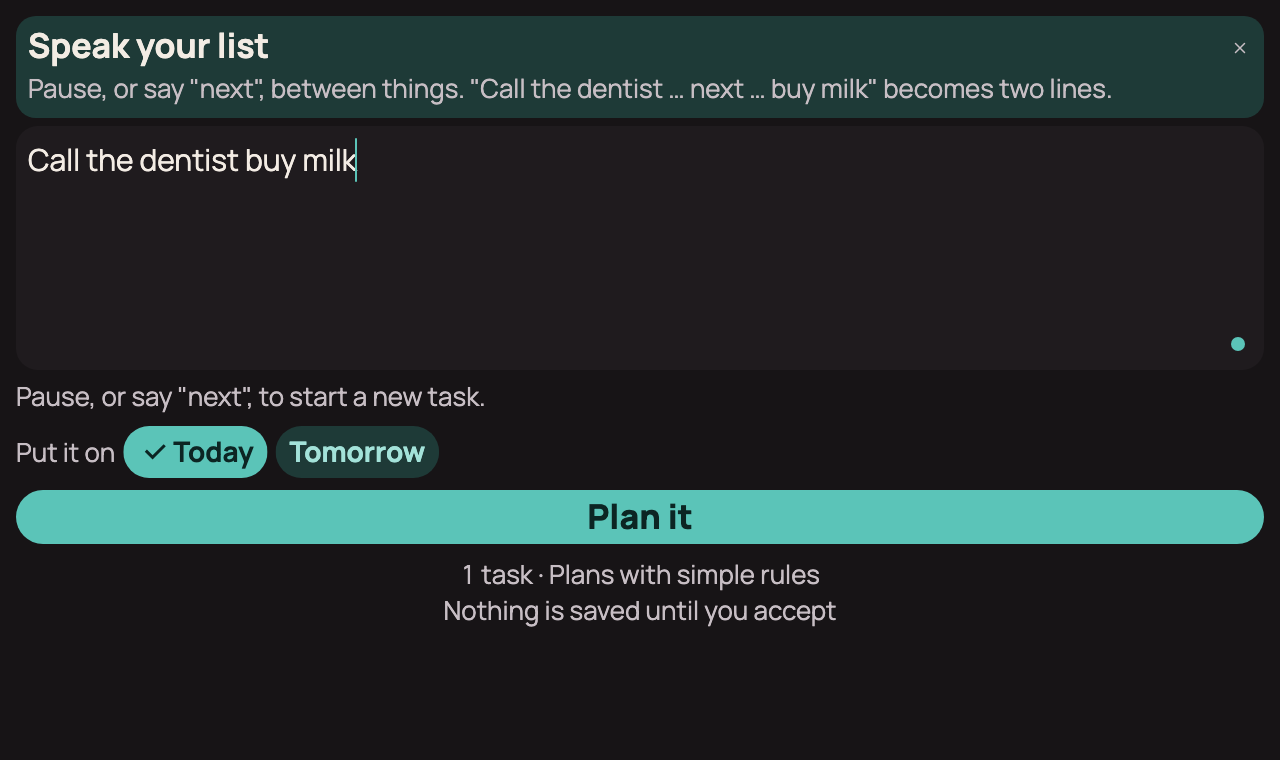 Speak your list
Pause, or say "next", between things. "Call the dentist ... next ... buy milk" becomes two lines.
Call the dentist buy milk
Pause, or say "next", to start a new task.
Put it on Today Tomorrow
Plan it
1 task · Plans with simple rules
Nothing is saved until you accept